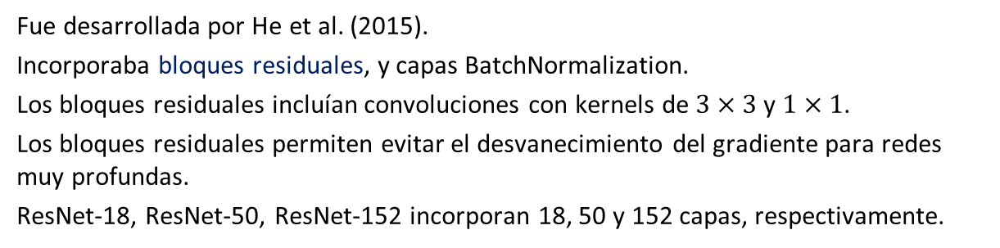 Fue desarrollada por He et al. (2015).
Incorporaba bloques residuales, y capas BatchNormalization.
Los bloques residuales incluían convoluciones con kernels de 3 × 3 y 1 × 1.
Los bloques residuales permiten evitar el desvanecimiento del gradiente para redes
muy profundas.
ResNet-18, ResNet-50, ResNet-152 incorporan 18, 50 y 152 capas, respectivamente.